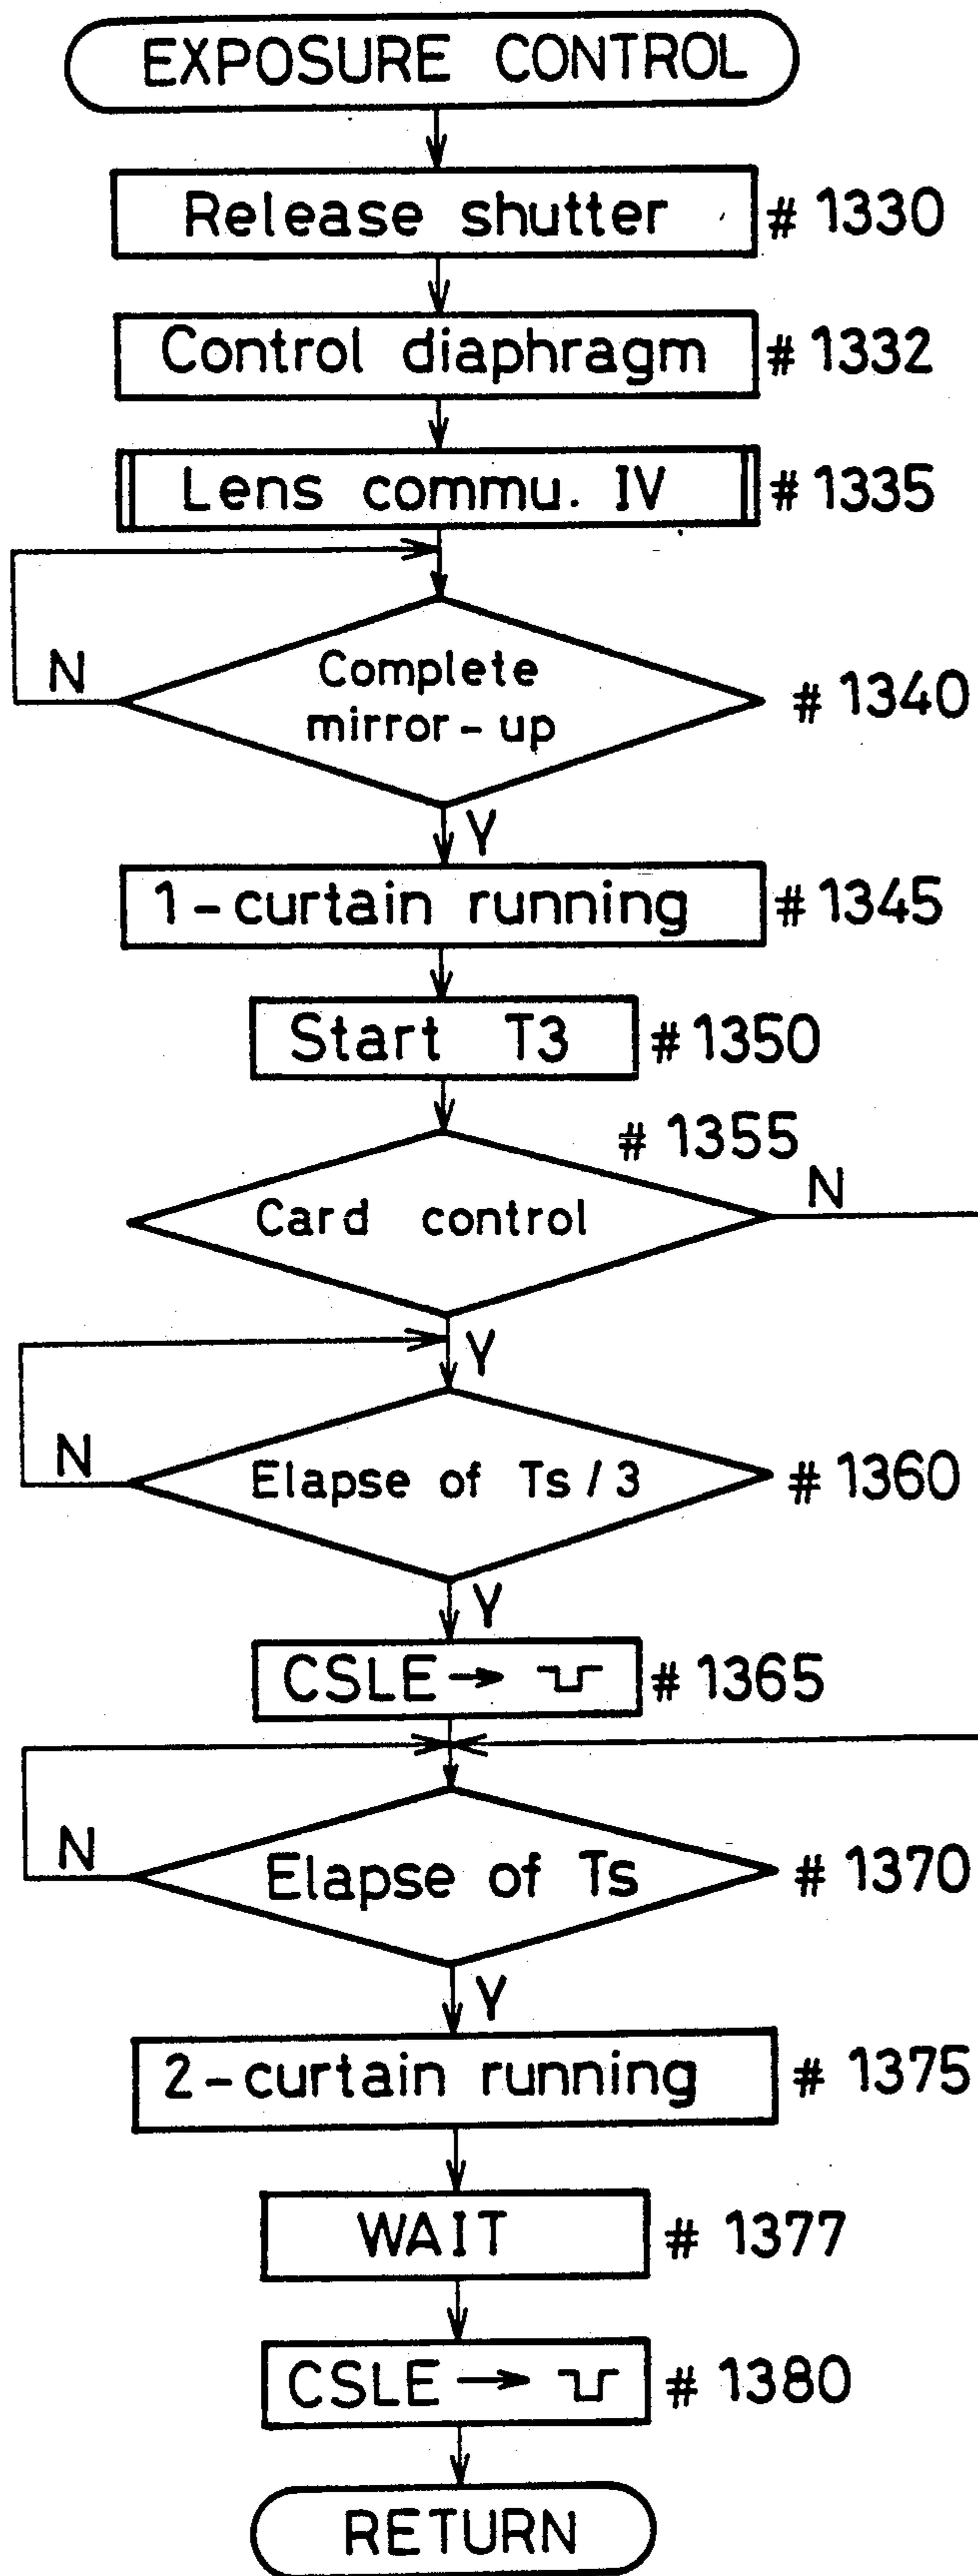 EXPOSURE CONTROL
Release shutter # 1330
Control diaphragm # 1332
Lens commu. IV # 1335
N
Complete
mirror-up
# 1340
Y
1-curtain running # 1345
Start T3 # 1350
# 1355
Card control
N
Y
N
Elapse of Ts/3 # 1360
Y
CSLE → # 1365
N
Elapse of Ts # 1370
Y
2-curtain running # 1375
WAIT # 1377
CSLE → # 1380
RETURN